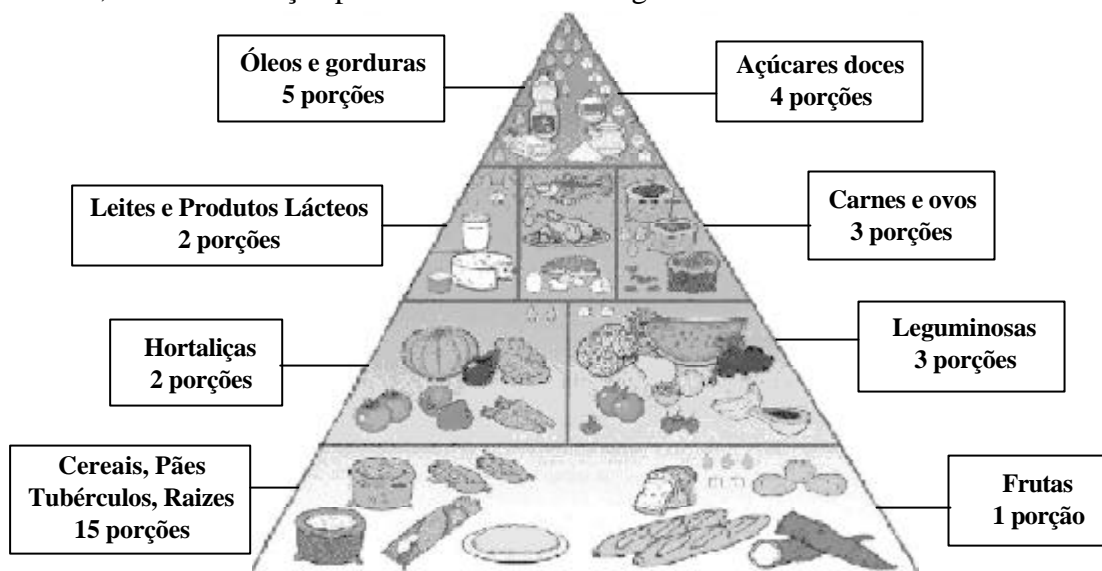 Óleos e gorduras
5 porções
Açúcares doces
4 porções
Leites e Produtos Lácteos
2 porções
Carnes e ovos
3 porções
Hortaliças
2 porções
Leguminosas
3 porções
Cereais, Pães
Tubérculos, Raizes
15 porções
Frutas
1 porção